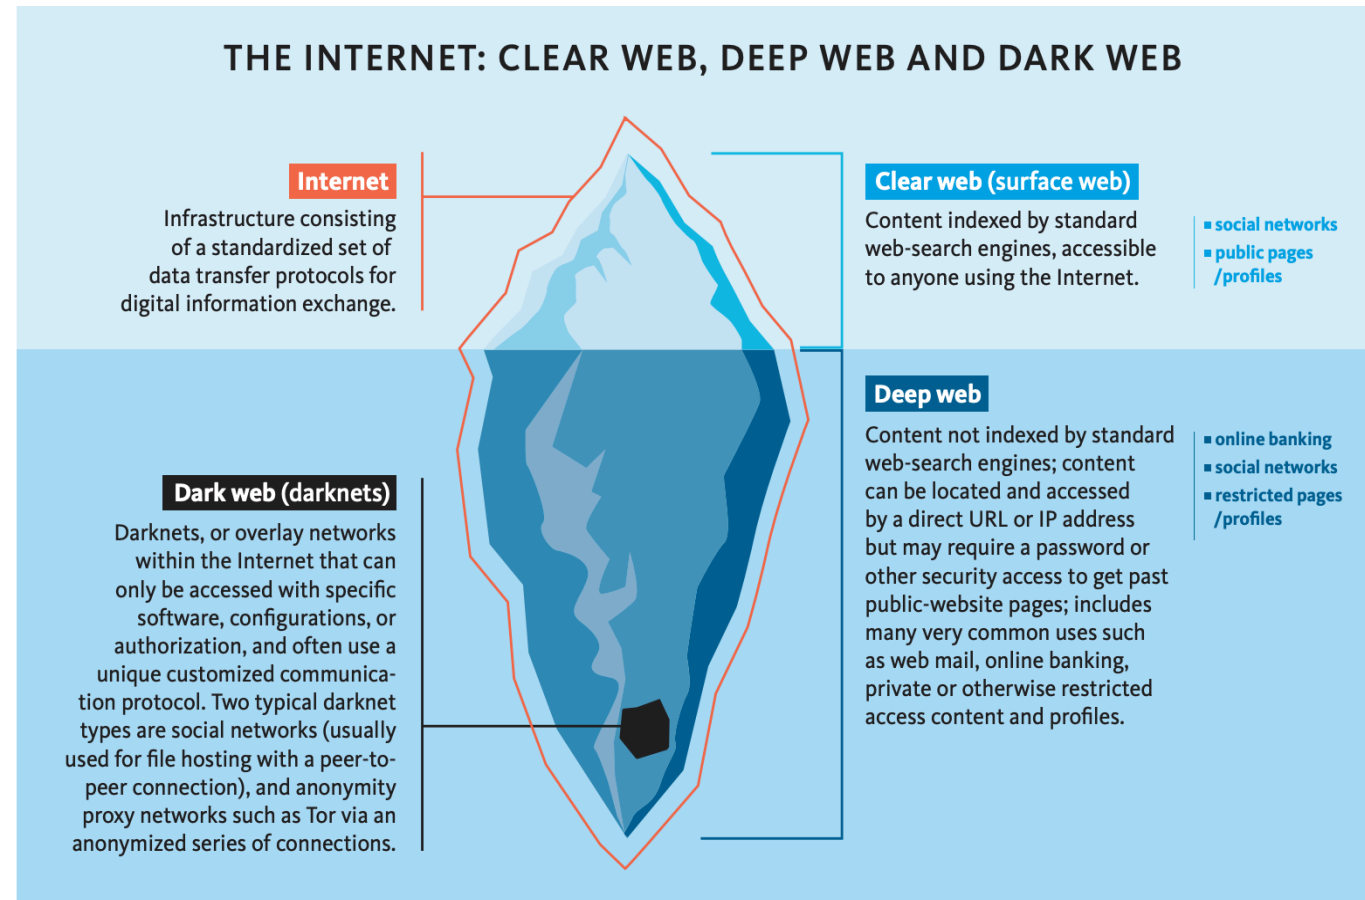 THE INTERNET: CLEAR WEB, DEEP WEB AND DARK WEB
Internet
Infrastructure consisting
of a standardized set of
data transfer protocols for
digital information exchange.
Clear web (surface web)
Content indexed by standard
web-search engines, accessible
to anyone using the Internet.
▪ social networks
▪ public pages
/profiles
Dark web (darknets)
Darknets, or overlay networks
within the Internet that can
only be accessed with specific
software, configurations, or
authorization, and often use a
unique customized communica-
tion protocol. Two typical darknet
types are social networks (usually
used for file hosting with a peer-to-
peer connection), and anonymity
proxy networks such as Tor via an
anonymized series of connections.
Deep web
Content not indexed by standard
web-search engines; content
can be located and accessed
by a direct URL or IP address
but may require a password or
other security access to get past
public-website pages; includes
many very common uses such
as web mail, online banking,
private or otherwise restricted
access content and profiles.
▪ online banking
▪ social networks
▪ restricted pages
/profiles